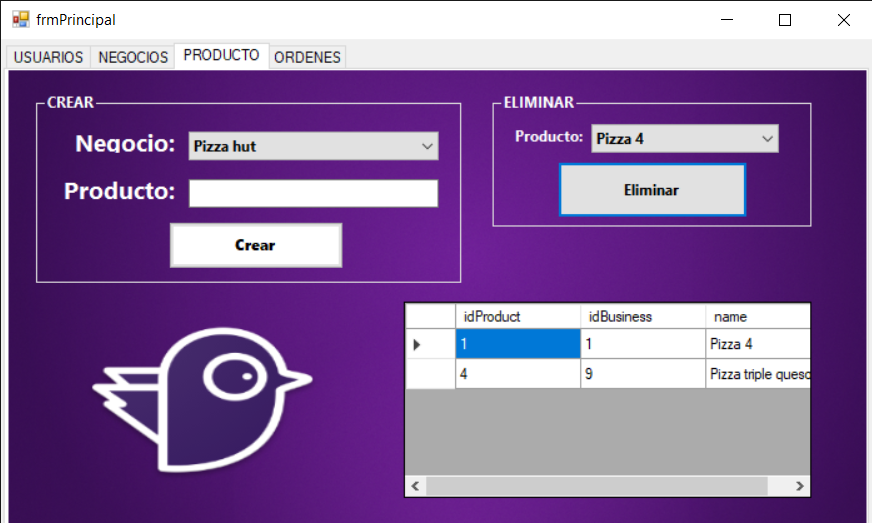 frmPrincipal
USUARIOS NEGOCIOS PRODUCTO ORDENES
CREAR
Negocio: Pizza hut
Producto:
Crear
ELIMINAR
Producto: Pizza 4
Eliminar
idProduct idBusiness name
1 1 Pizza 4
4 9 Pizza triple queso